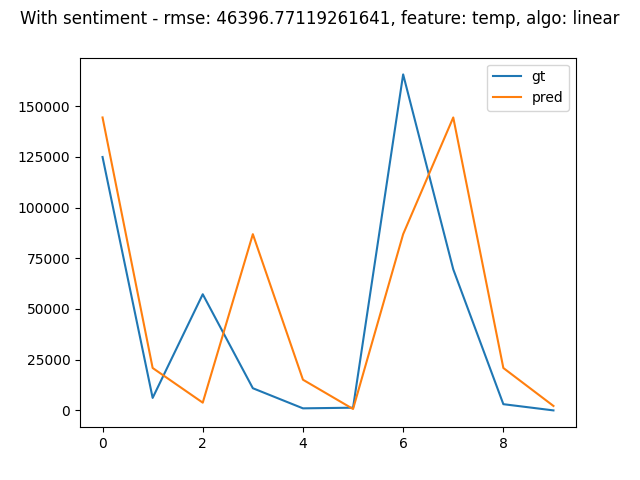 With sentiment - rmse: 46396.77119261641, feature: temp, algo: linear
gt
pred
150000
125000
100000
75000
50000
25000
0
0 2 4 6 8